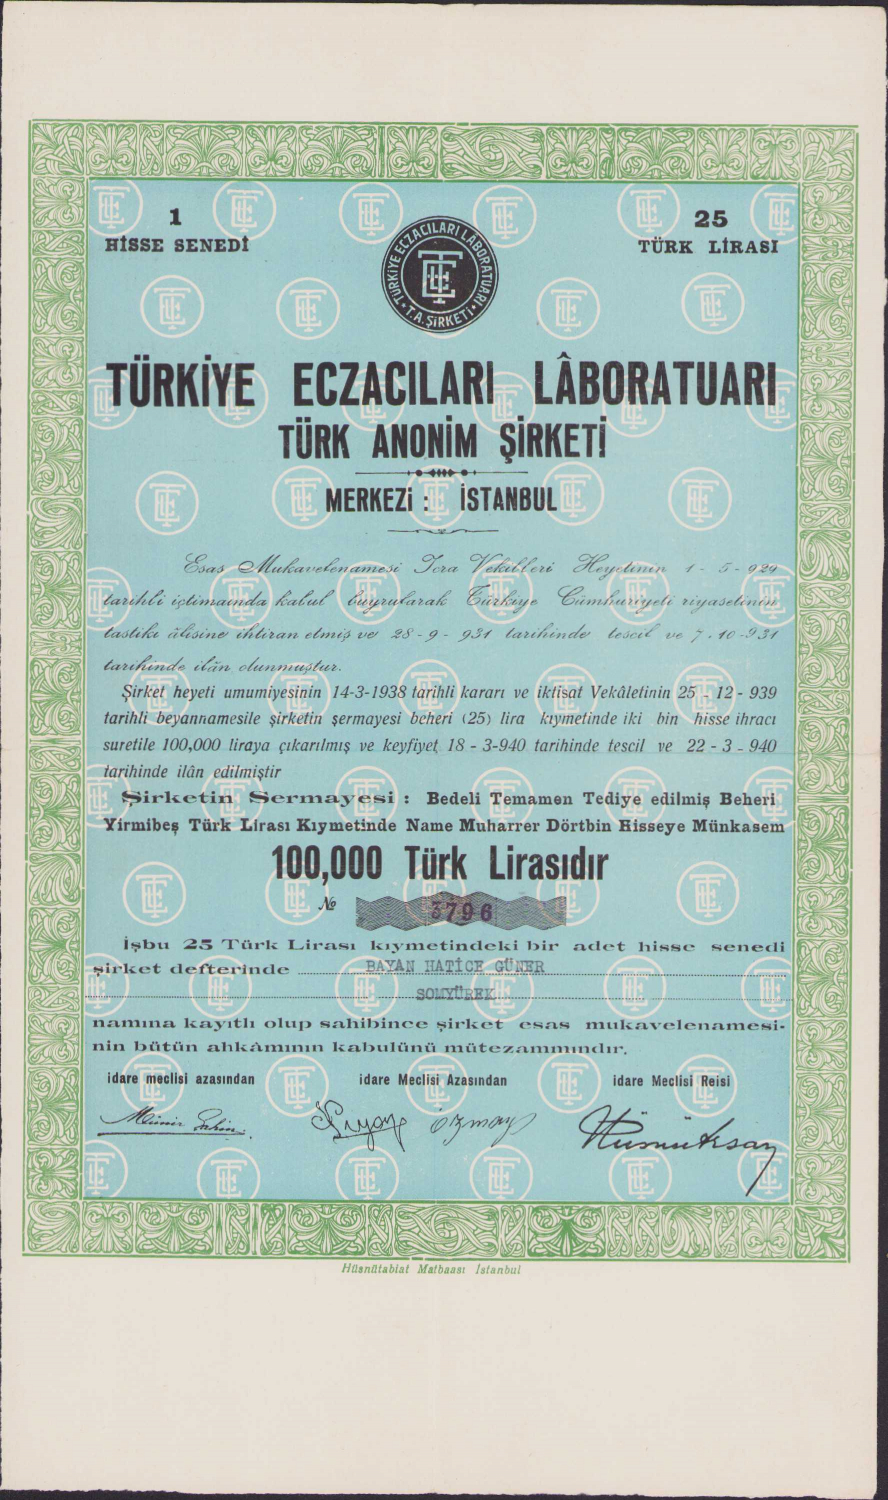 1
HİSSE SENEDİ
25
TÜRK LİRASI
TÜRKİYE ECZACILARI LABORATUARI
T.A. ŞİRKETİ
TÜRKİYE ECZACILARI LÂBORATUARI
TÜRK ANONİM ŞİRKETİ
MERKEZİ : İSTANBUL
Esas Mukavelenamesi İcra Vekilleri Heyetinin 1 - 5 - 929
tarihli içtimaında kabul buyrularak Türkiye Cümhuriyeti riyasetinin
tastiki âlisine iktiran etmiş ve 28 - 9 - 931 tarihinde tescil ve 7 . 10 - 931
tarihinde ilân olunmuştur.
Şirket heyeti umumiyesinin 14-3-1938 tarihli kararı ve iktisat Vekâletinin 25 - 12 - 939
tarihli beyannamesile şirketin şermayesi beheri (25) lira kıymetinde iki bin hisse ihracı
suretile 100,000 liraya çıkarılmış ve keyfiyet 18 - 3-940 tarihinde tescil ve 22 - 3 - 940
tarihinde ilân edilmiştir
Şirketin Sermayesi : Bedeli Temamen Tediye edilmiş Beheri
Yirmibeş Türk Lirası Kıymetinde Name Muharrer Dörtbin Hisseye Münkasem
100,000 Türk Lirasıdır
№ 3796
İşbu 25 Türk Lirası kıymetindeki bir adet hisse senedi
şirket defterinde BAYAN HATİCE GÜNER
SOMYÜREK
namına kayıtlı olup sahibince şirket esas mukavelenamesi-
nin bütün ahkâmının kabulünü mütezammındır.
idare meclisi azasından
idare Meclisi Azasından
idare Meclisi Reisi
Hüsnütabiat Matbaası İstanbul